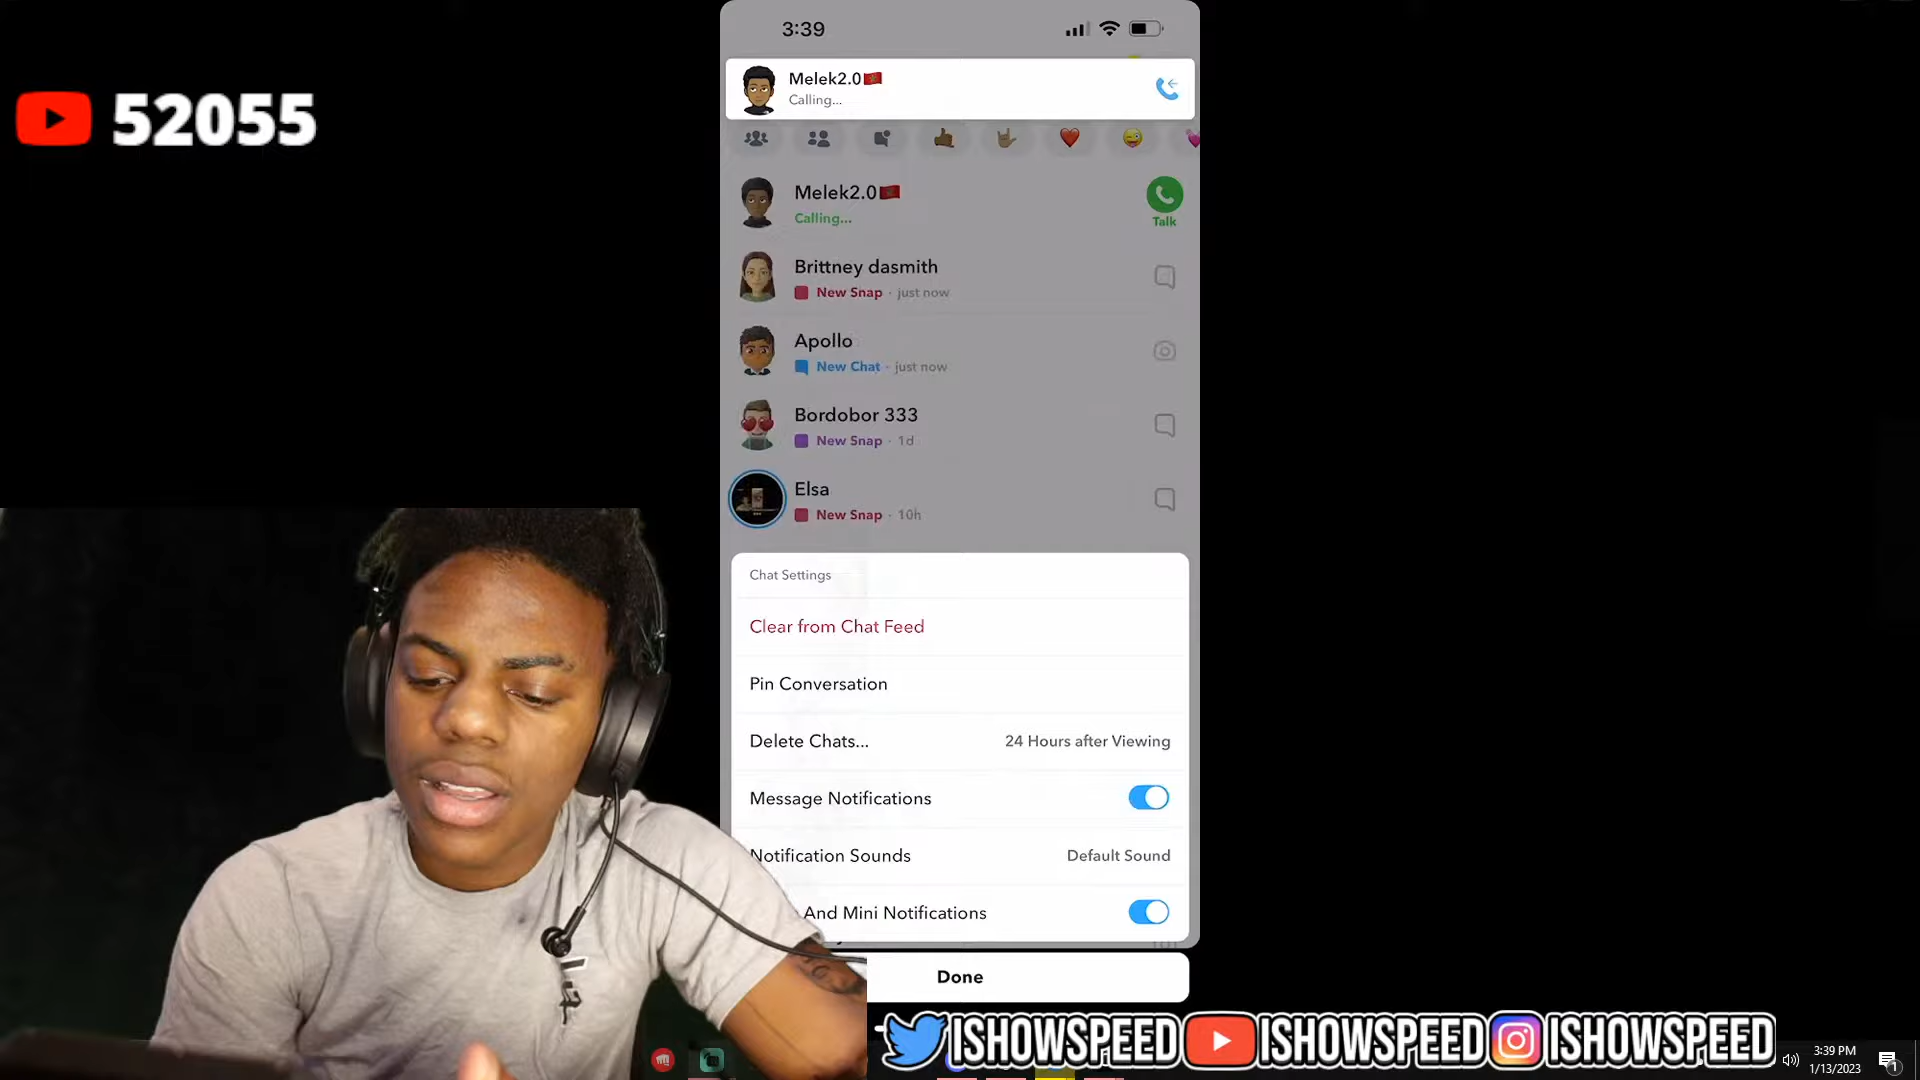 3:39
52055
Melek2.0🇲🇦
Calling...
Melek2.0🇲🇦
Calling...
Talk
Brittney dasmith
New Snap · just now
Apollo
New Chat · just now
Bordobor 333
New Snap · 1d
Elsa
New Snap · 10h
Chat Settings
Clear from Chat Feed
Pin Conversation
Delete Chats... 24 Hours after Viewing
Message Notifications
Notification Sounds Default Sound
And Mini Notifications
Done
ISHOWSPEED ISHOWSPEED ISHOWSPEED
3:39 PM
1/13/2023
1